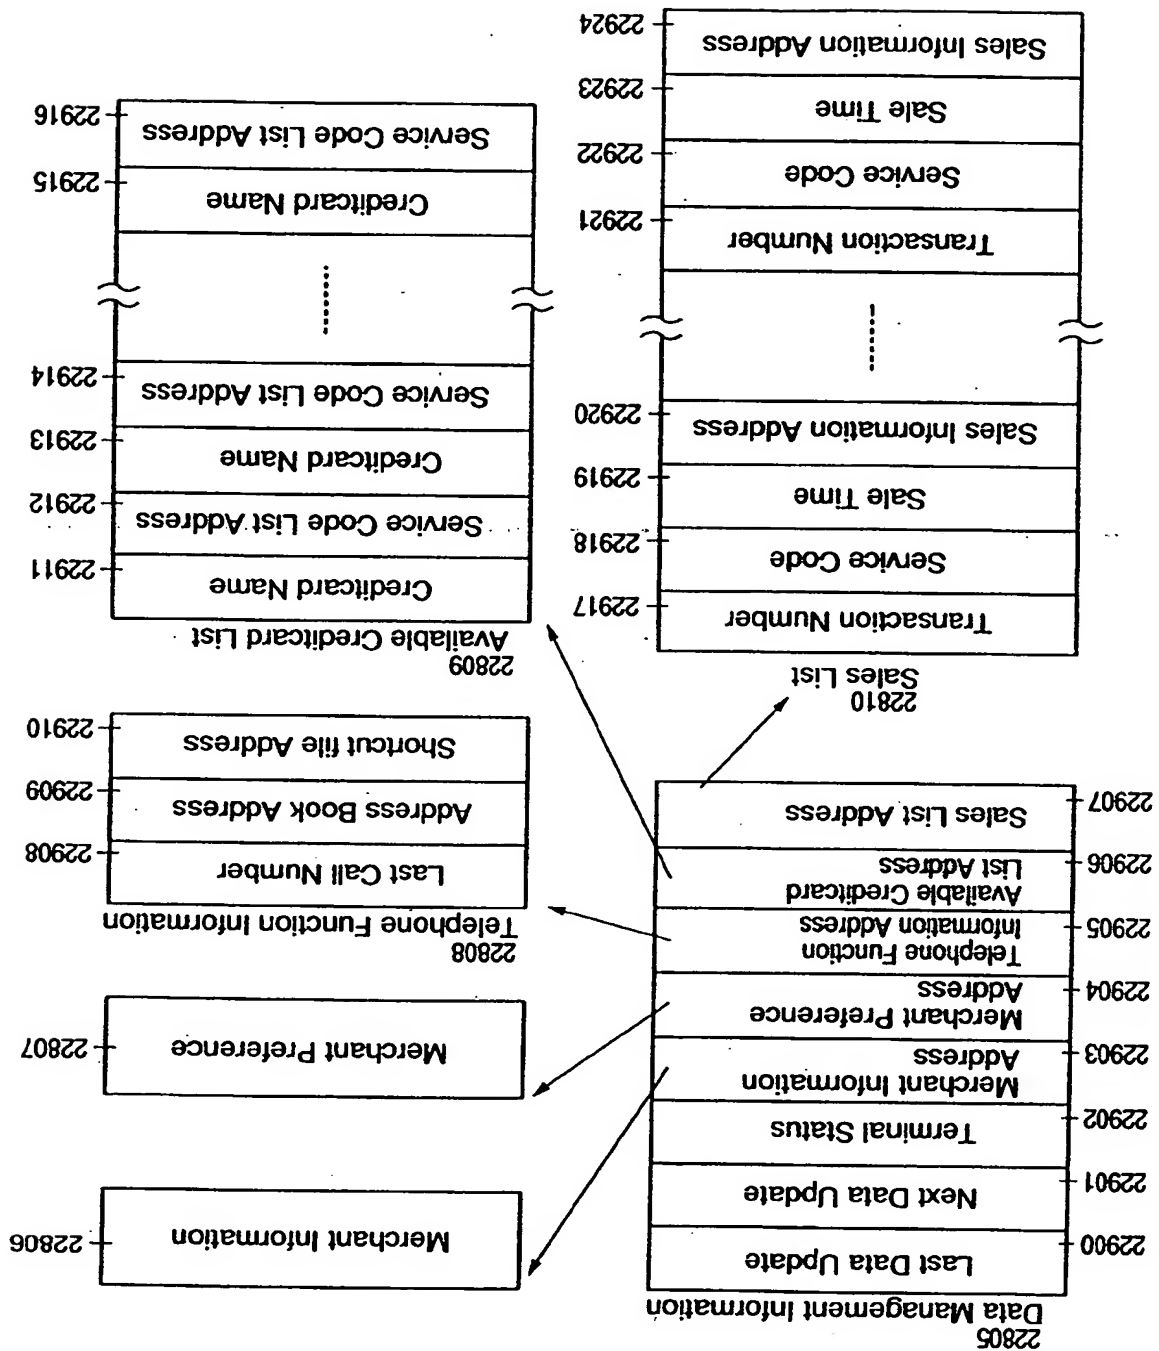 22805
Data Management Information
22900
Last Data Update
22901
Next Data Update
22902
Terminal Status
22903
Merchant Information
Address
22904
Merchant Preference
Address
22905
Telephone Function
Information Address
22906
Available Creditcard
List Address
22907
Sales List Address
22810
Sales List
Transaction Number
22917
Service Code
22918
Sale Time
22919
Sales Information Address
22920
Transaction Number
22921
Service Code
22922
Sale Time
22923
Sales Information Address
22924
Merchant Information
22806
Merchant Preference
22807
22808
Telephone Function Information
Last Call Number
22908
Address Book Address
22909
Shortcut file Address
22910
22809
Available Creditcard List
Creditcard Name
22911
Service Code List Address
22912
Creditcard Name
22913
Service Code List Address
22914
Creditcard Name
22915
Service Code List Address
22916